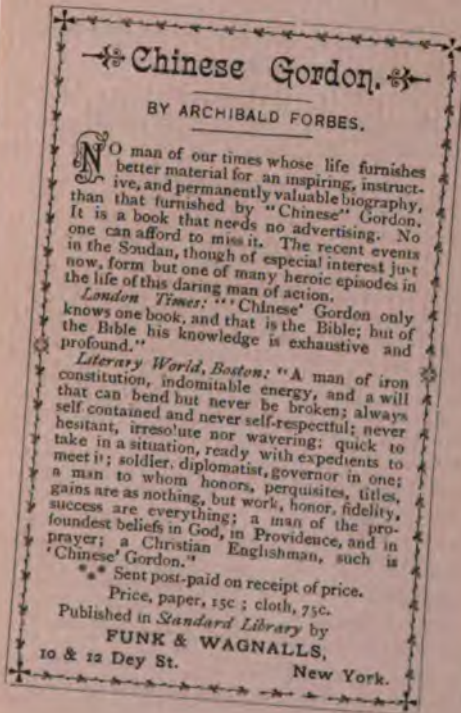 Chinese Gordon.
BY ARCHIBALD FORBES.
NO man of our times whose life furnishes
better material for an inspiring, instruct-
ive, and permanently valuable biography,
than that furnished by "Chinese" Gordon.
It is a book that needs no advertising. No
one can afford to miss it. The recent events
in the Soudan, though of especial interest just
now, form but one of many heroic episodes in
the life of this daring man of action.
London Times: "'Chinese' Gordon only
knows one book, and that is the Bible; but of
the Bible his knowledge is exhaustive and
profound."
Literary World, Boston: "A man of iron
constitution, indomitable energy, and a will
that can bend but never be broken; always
self contained and never self-respectful; never
hesitant, irresolute nor wavering: quick to
take in a situation, ready with expedients to
meet it; soldier, diplomatist, governor in one;
a man to whom honors, perquisites, titles,
gains are as nothing, but work, honor, fidelity,
success are everything; a man of the pro-
foundest beliefs in God, in Providence, and in
prayer; a Christian Englishman, such is
'Chinese' Gordon."
*** Sent post-paid on receipt of price.
Price, paper, 15c ; cloth, 75c.
Published in Standard Library by
FUNK & WAGNALLS,
10 & 12 Dey St. New York.